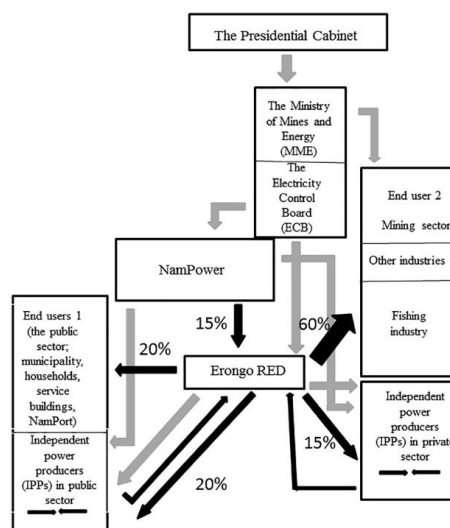 The Presidential Cabinet
The Ministry
of Mines and
Energy
(MME)
The
Electricity
Control
Board
(ECB)
End user 2
Mining sector
Other industries
Fishing
industry
NamPower
End users 1
(the public
sector;
municipality,
households,
service
buildings,
NamPort)
15%
60%
20%
Erongo RED
Independent
power
producers
(IPPs) in public
sector
20%
15%
Independent
power
producers
(IPPs) in private
sector